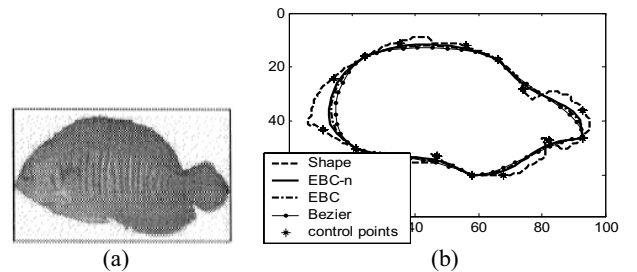 0
20
40
40
60
80
100
Shape
EBC-n
EBC
Bezier
control points
(a)
(b)